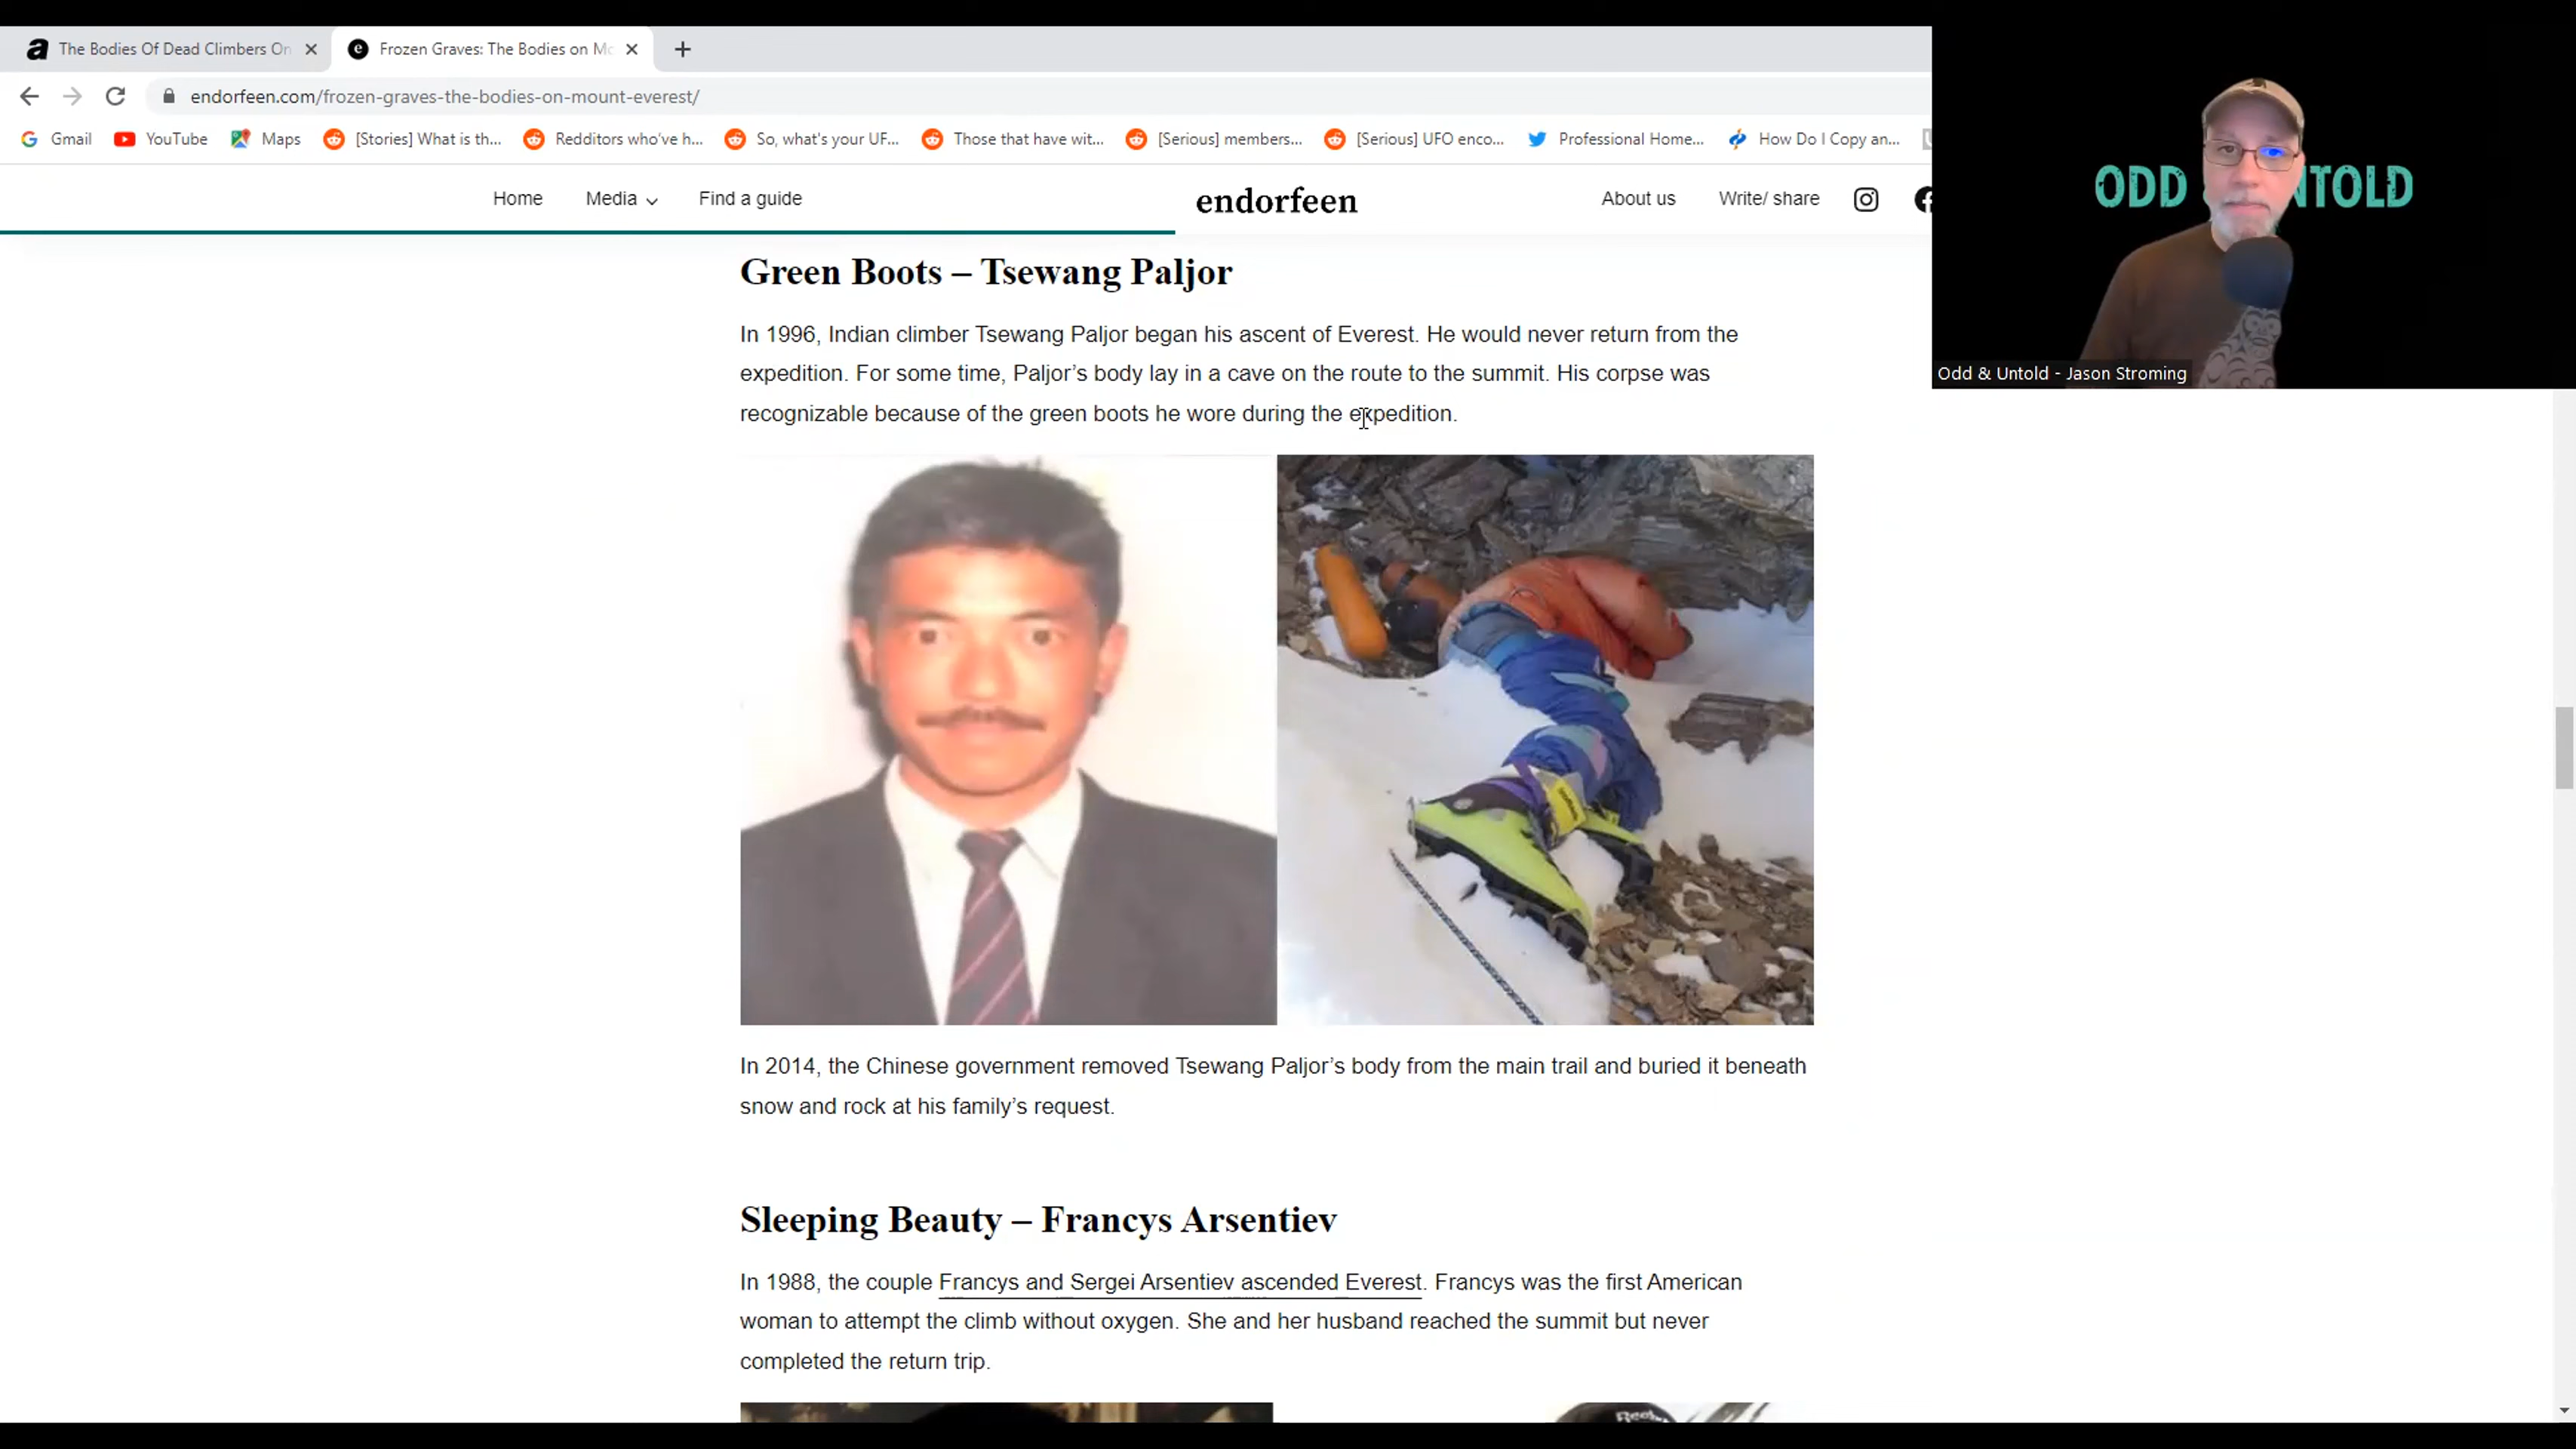 The Bodies Of Dead Climbers On
Frozen Graves: The Bodies on Mo
endorfeen.com/frozen-graves-the-bodies-on-mount-everest/
Gmail YouTube Maps [Stories] What is th... Redditors who've h... So, what's your UF... Those that have wit... [Serious] members... [Serious] UFO enco... Professional Home... How Do I Copy an...
Home Media Find a guide endorfeen About us Write/ share
ODD NTOLD
Odd & Untold - Jason Stroming
Green Boots – Tsewang Paljor
In 1996, Indian climber Tsewang Paljor began his ascent of Everest. He would never return from the
expedition. For some time, Paljor’s body lay in a cave on the route to the summit. His corpse was
recognizable because of the green boots he wore during the expedition.
In 2014, the Chinese government removed Tsewang Paljor’s body from the main trail and buried it beneath
snow and rock at his family’s request.
Sleeping Beauty – Francys Arsentiev
In 1988, the couple Francys and Sergei Arsentiev ascended Everest. Francys was the first American
woman to attempt the climb without oxygen. She and her husband reached the summit but never
completed the return trip.
Reebok